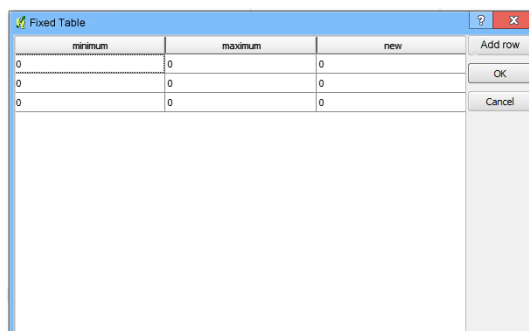 Fixed Table
minimum maximum new
0 0 0
0 0 0
0 0 0
Add row
OK
Cancel